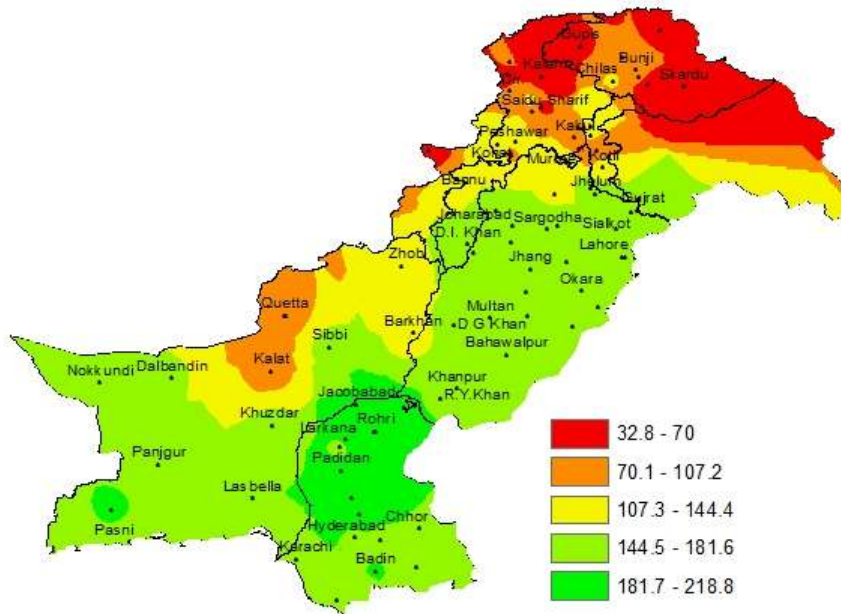 Gupis
Kalam
Chilas
Bunji
Skardu
Dir
Saidu Sharif
Peshawar
Kakul
Kohat
Murree
Kotli
Bannu
Jhelum
Gujrat
Joharabad
Sargodha
Sialkot
D.I. Khan
Lahore
Zhob
Jhang
Okara
Quetta
Multan
Barkhan
D G Khan
Sibbi
Bahawalpur
Kalat
Nokkundi
Dalbandin
Khanpur
Jacobabad
R.Y.Khan
Khuzdar
Rohri
Larkana
Panjgur
Padidan
Lasbella
Pasni
Hyderabad
Chhor
Karachi
Badin
32.8 - 70
70.1 - 107.2
107.3 - 144.4
144.5 - 181.6
181.7 - 218.8